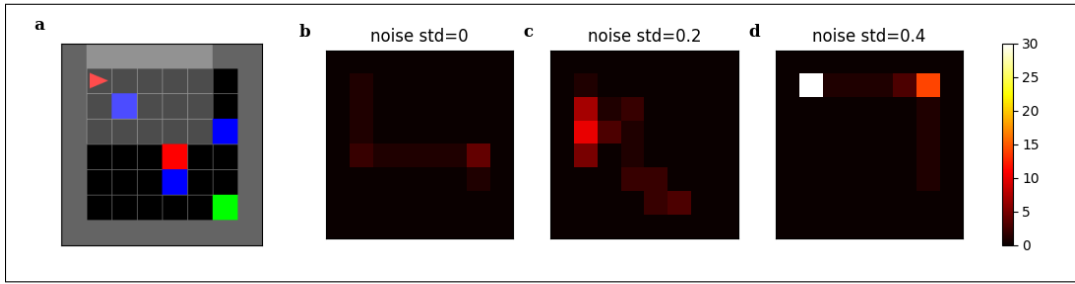 a
b
noise std=0
c
noise std=0.2
d
noise std=0.4
30
25
20
15
10
5
0